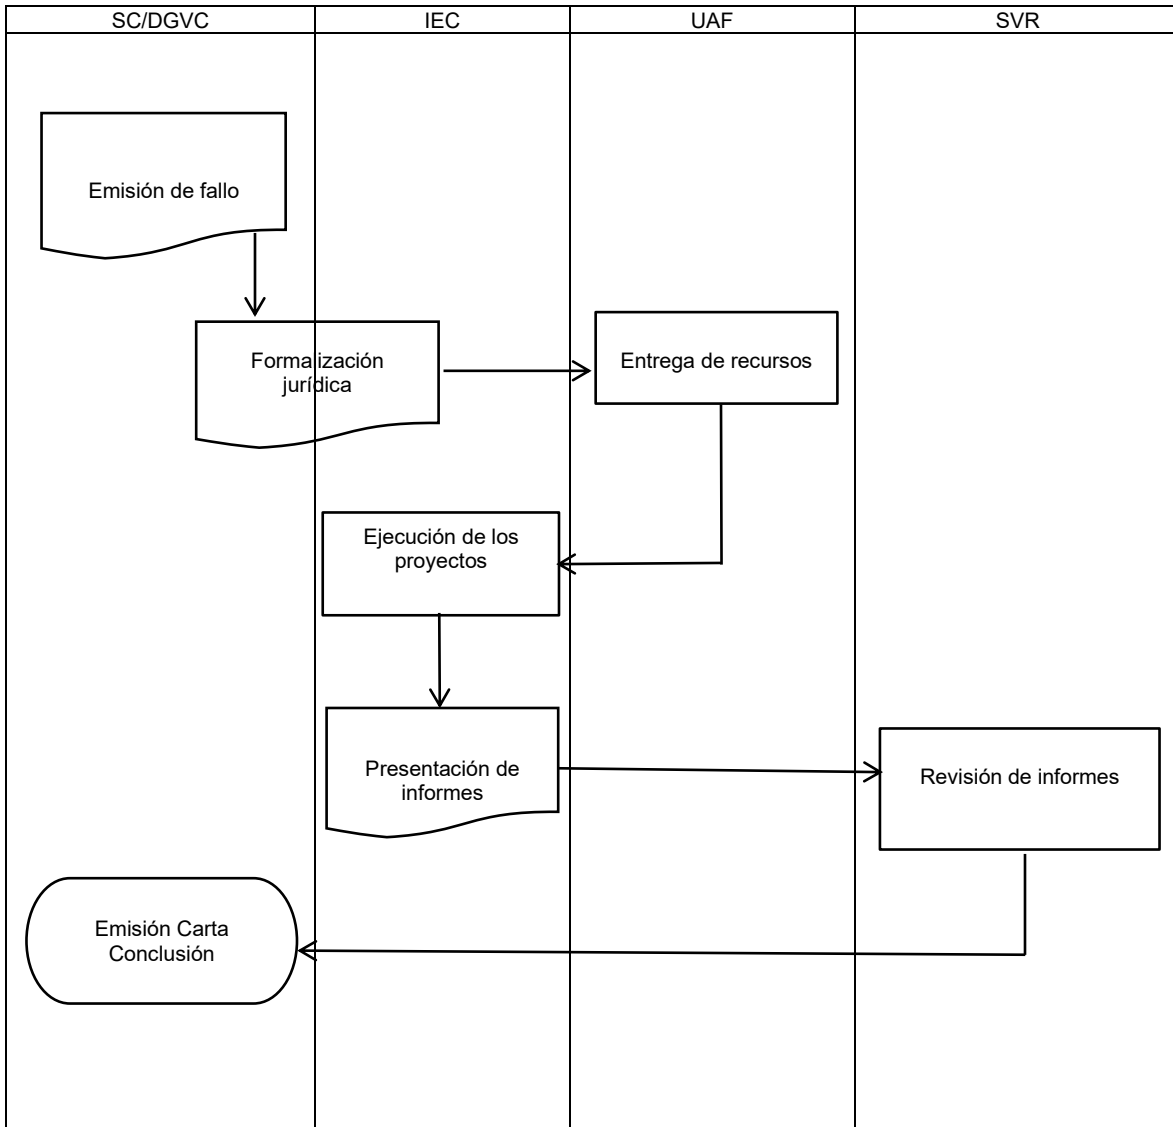 SC/DGVC
IEC
UAF
SVR
Emisión de fallo
Formalización
jurídica
Entrega de recursos
Ejecución de los
proyectos
Presentación de
informes
Revisión de informes
Emisión Carta
Conclusión